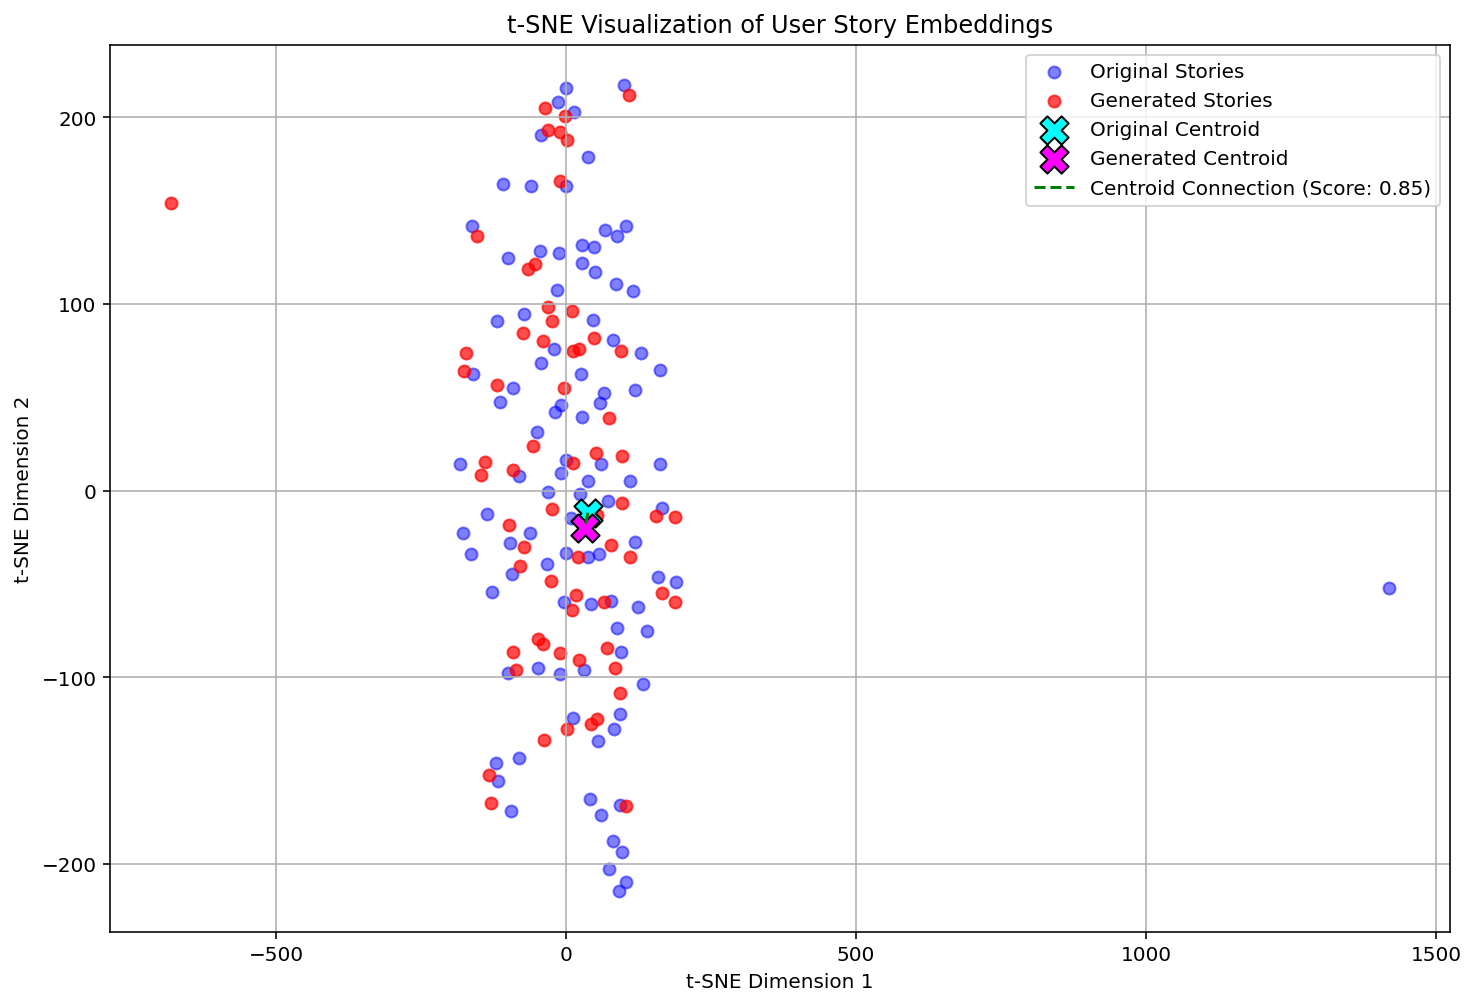 t-SNE Visualization of User Story Embeddings
Original Stories
Generated Stories
Original Centroid
Generated Centroid
Centroid Connection (Score: 0.85)
t-SNE Dimension 2
200
100
0
−100
−200
−500
0
500
1000
1500
t-SNE Dimension 1